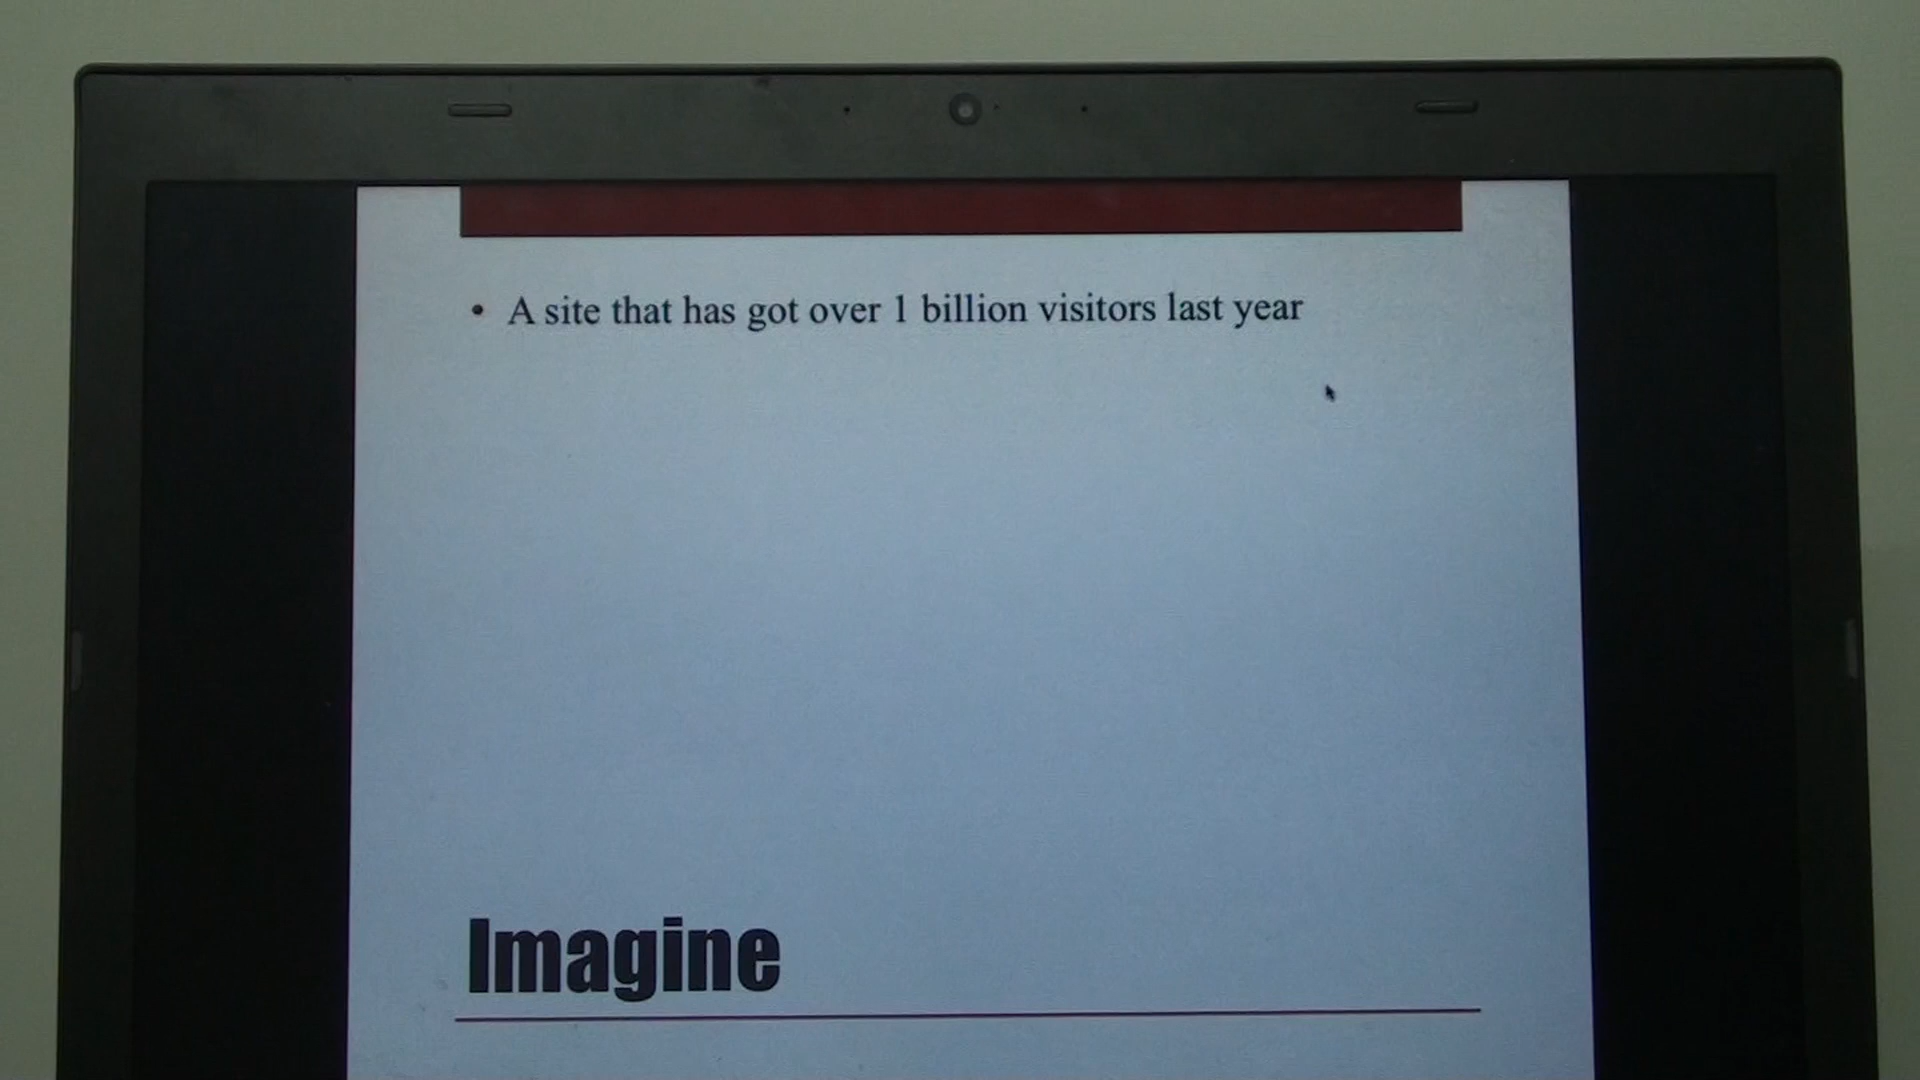 • A site that has got over 1 billion visitors last year
Imagine